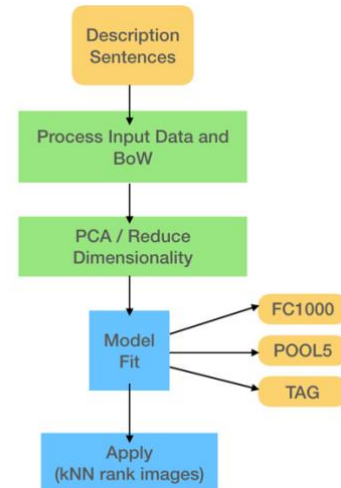 Description
Sentences
Process Input Data and
BoW
PCA / Reduce
Dimensionality
Model
Fit
FC1000
POOL5
TAG
Apply
(kNN rank images)